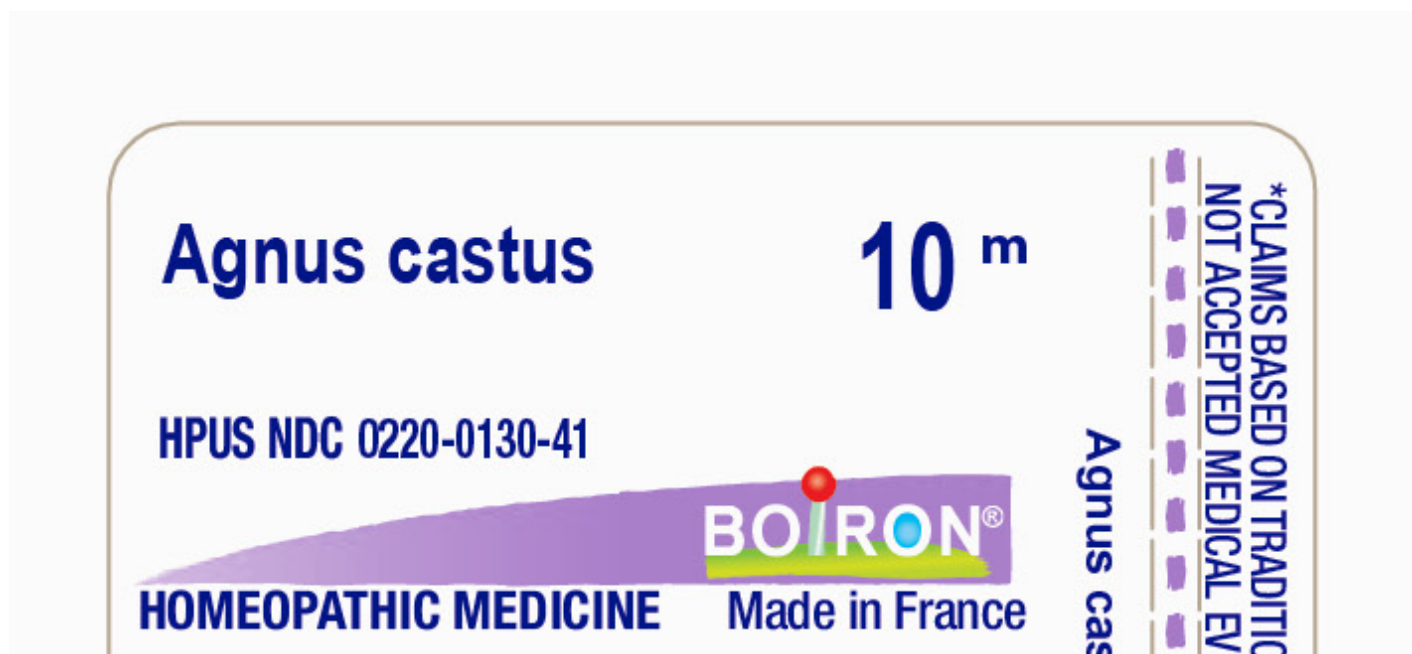 Agnus castus 10 m
HPUS NDC 0220-0130-41
BOIRON®
HOMEOPATHIC MEDICINE Made in France
Agnus cas
*CLAIMS BASED ON TRADITIO
NOT ACCEPTED MEDICAL EV